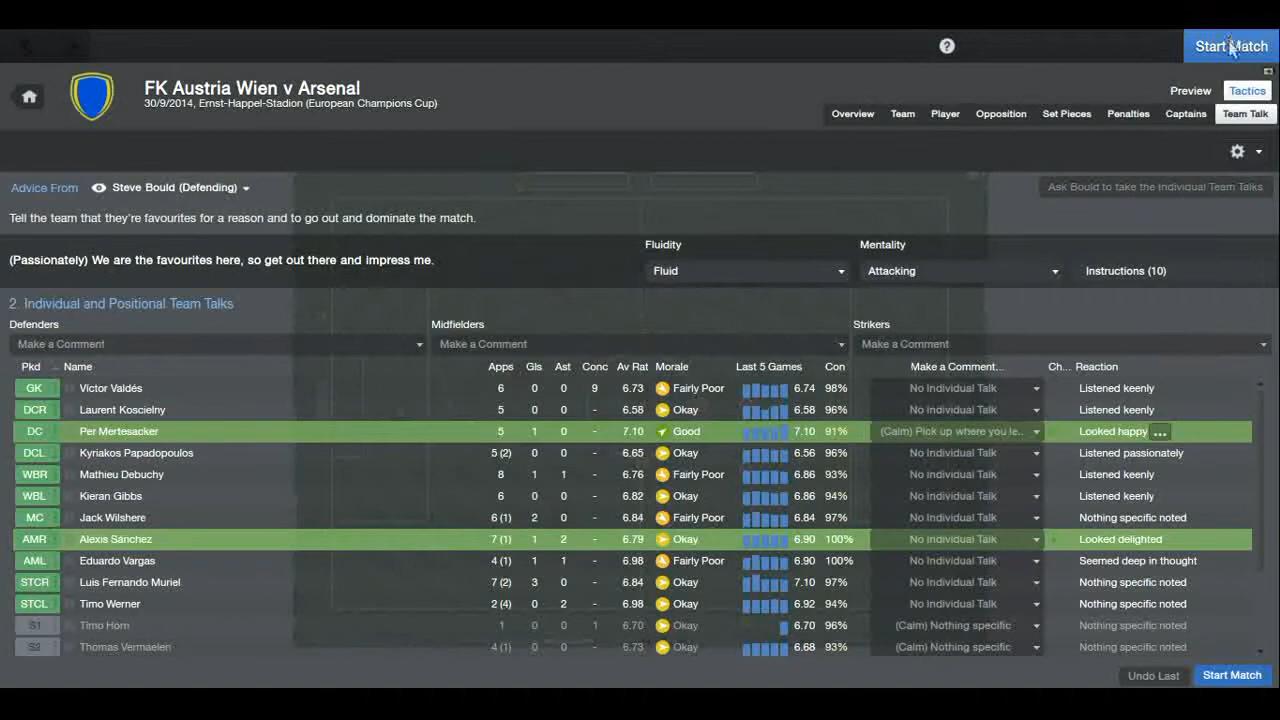 Start Match
FK Austria Wien v Arsenal
30/9/2014, Ernst-Happel-Stadion (European Champions Cup)
Preview Tactics
Overview Team Player Opposition Set Pieces Penalties Captains Team Talk
Advice From Steve Bould (Defending) Ask Bould to take the Individual Team Talks
Tell the team that they're favourites for a reason and to go out and dominate the match.
Fluidity Mentality
(Passionately) We are the favourites here, so get out there and impress me.
Fluid Attacking Instructions (10)
2. Individual and Positional Team Talks
Defenders Midfielders Strikers
Make a Comment Make a Comment Make a Comment
Pkd Name Apps Gls Ast Conc Av Rat Morale Last 5 Games Con Make a Comment... Ch... Reaction
GK Víctor Valdés 6 0 0 9 6.73 Fairly Poor 6.74 98% No Individual Talk Listened keenly
DCR Laurent Koscielny 5 0 0 - 6.58 Okay 6.58 96% No Individual Talk Listened keenly
DC Per Mertesacker 5 1 0 - 7.10 Good 7.10 91% (Calm) Pick up where you le.. Looked happy ...
DCL Kyriakos Papadopoulos 5 (2) 0 0 - 6.65 Okay 6.56 96% No Individual Talk Listened passionately
WBR Mathieu Debuchy 8 1 1 - 6.76 Fairly Poor 6.86 93% No Individual Talk Listened keenly
WBL Kieran Gibbs 6 0 0 - 6.82 Okay 6.86 94% No Individual Talk Listened keenly
MC Jack Wilshere 6 (1) 2 0 - 6.84 Fairly Poor 6.84 97% No Individual Talk Nothing specific noted
AMR Alexis Sánchez 7 (1) 1 2 - 6.79 Okay 6.90 100% No Individual Talk Looked delighted
AML Eduardo Vargas 4 (1) 1 1 - 6.98 Fairly Poor 6.90 100% No Individual Talk Seemed deep in thought
STCR Luis Fernando Muriel 7 (2) 3 0 - 6.84 Okay 7.10 97% No Individual Talk Nothing specific noted
STCL Timo Werner 2 (4) 0 2 - 6.98 Okay 6.92 94% No Individual Talk Nothing specific noted
S1 Timo Horn 1 0 0 1 6.70 Okay 6.70 96% (Calm) Nothing specific Nothing specific noted
S2 Thomas Vermaelen 4 (1) 0 0 - 6.73 Okay 6.68 93% (Calm) Nothing specific Nothing specific noted
Undo Last Start Match